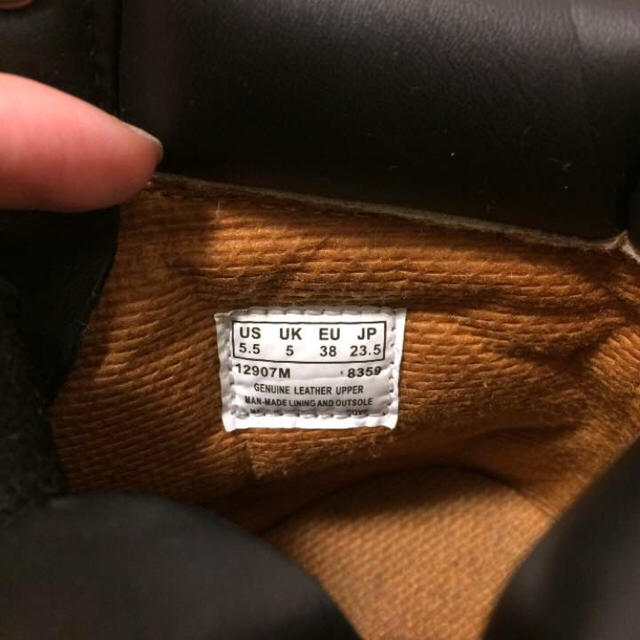 US UK EU JP
5.5 5 38 23.5
12907M 8359
GENUINE LEATHER UPPER
MAN-MADE LINING AND OUTSOLE